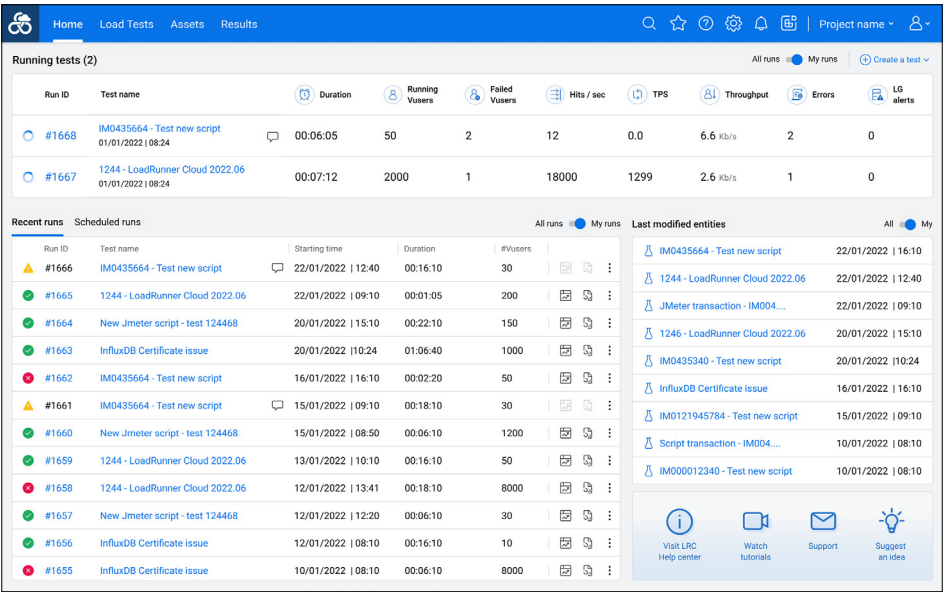 Home Load Tests Assets Results Project name
Running tests (2) All runs My runs Create a test
Run ID Test name Duration Running Vusers Failed Vusers Hits / sec TPS Throughput Errors LG alerts
#1668 IM0435664 - Test new script 00:06:05 50 2 12 0.0 6.6 Kb/s 2 0
01/01/2022 | 08:24
#1667 1244 - LoadRunner Cloud 2022.06 00:07:12 2000 1 18000 1299 2.6 Kb/s 1 0
01/01/2022 | 08:24
Recent runs Scheduled runs All runs My runs
Run ID Test name Starting time Duration #Vusers
#1666 IM0435664 - Test new script 22/01/2022 | 12:40 00:16:10 30
#1665 1244 - LoadRunner Cloud 2022.06 22/01/2022 | 09:10 00:01:05 200
#1664 New Jmeter script - test 124468 20/01/2022 | 15:10 00:22:10 150
#1663 InfluxDB Certificate issue 20/01/2022 |10:24 01:06:40 1000
#1662 IM0435664 - Test new script 16/01/2022 | 16:10 00:02:20 50
#1661 IM0435664 - Test new script 15/01/2022 | 09:10 00:18:10 30
#1660 New Jmeter script - test 124468 15/01/2022 | 08:50 00:06:10 1200
#1659 1244 - LoadRunner Cloud 2022.06 13/01/2022 | 10:10 00:16:10 50
#1658 1244 - LoadRunner Cloud 2022.06 12/01/2022 | 13:41 00:18:10 8000
#1657 New Jmeter script - test 124468 12/01/2022 | 12:20 00:06:10 30
#1656 InfluxDB Certificate issue 12/01/2022 | 08:10 00:16:10 10
#1655 InfluxDB Certificate issue 10/01/2022 | 08:10 00:06:10 8000
Last modified entities All My
IM0435664 - Test new script 22/01/2022 | 16:10
1244 - LoadRunner Cloud 2022.06 22/01/2022 | 12:40
JMeter transaction - IM004.... 22/01/2022 | 09:10
1246 - LoadRunner Cloud 2022.06 20/01/2022 | 15:10
IM0435340 - Test new script 20/01/2022 |10:24
InfluxDB Certificate issue 16/01/2022 | 16:10
IM0121945784 - Test new script 15/01/2022 | 09:10
Script transaction - IM004.... 10/01/2022 | 08:10
IM000012340 - Test new script 10/01/2022 | 08:10
Visit LRC Watch Support Suggest
Help center tutorials an idea